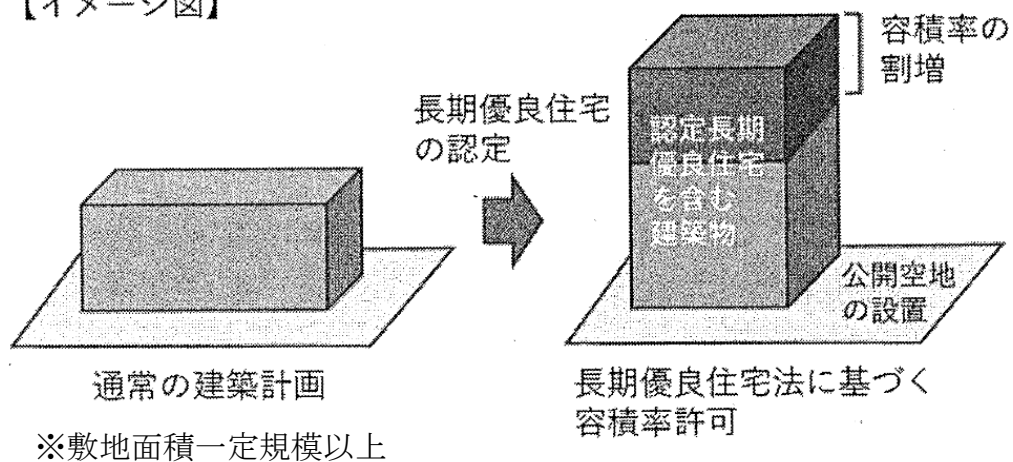 【イメージ図】
容積率の
割増
長期優良住宅
の認定
認定長期
優良住宅
を含む
建築物
公開空地
の設置
通常の建築計画
長期優良住宅法に基づく
容積率許可
※敷地面積一定規模以上